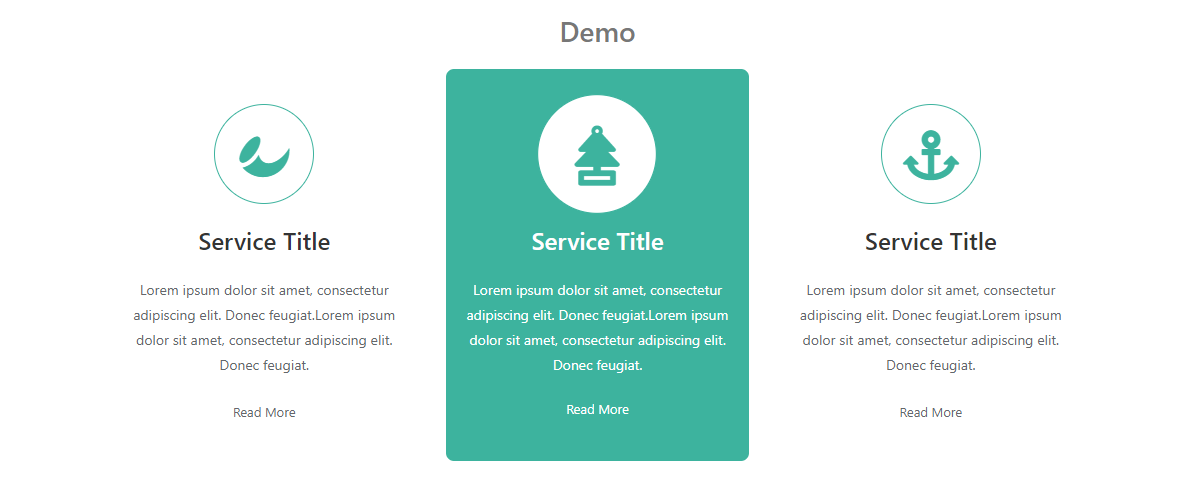 Demo
Service Title
Lorem ipsum dolor sit amet, consectetur
adipiscing elit. Donec feugiat.Lorem ipsum
dolor sit amet, consectetur adipiscing elit.
Donec feugiat.
Read More
Service Title
Lorem ipsum dolor sit amet, consectetur
adipiscing elit. Donec feugiat.Lorem ipsum
dolor sit amet, consectetur adipiscing elit.
Donec feugiat.
Read More
Service Title
Lorem ipsum dolor sit amet, consectetur
adipiscing elit. Donec feugiat.Lorem ipsum
dolor sit amet, consectetur adipiscing elit.
Donec feugiat.
Read More